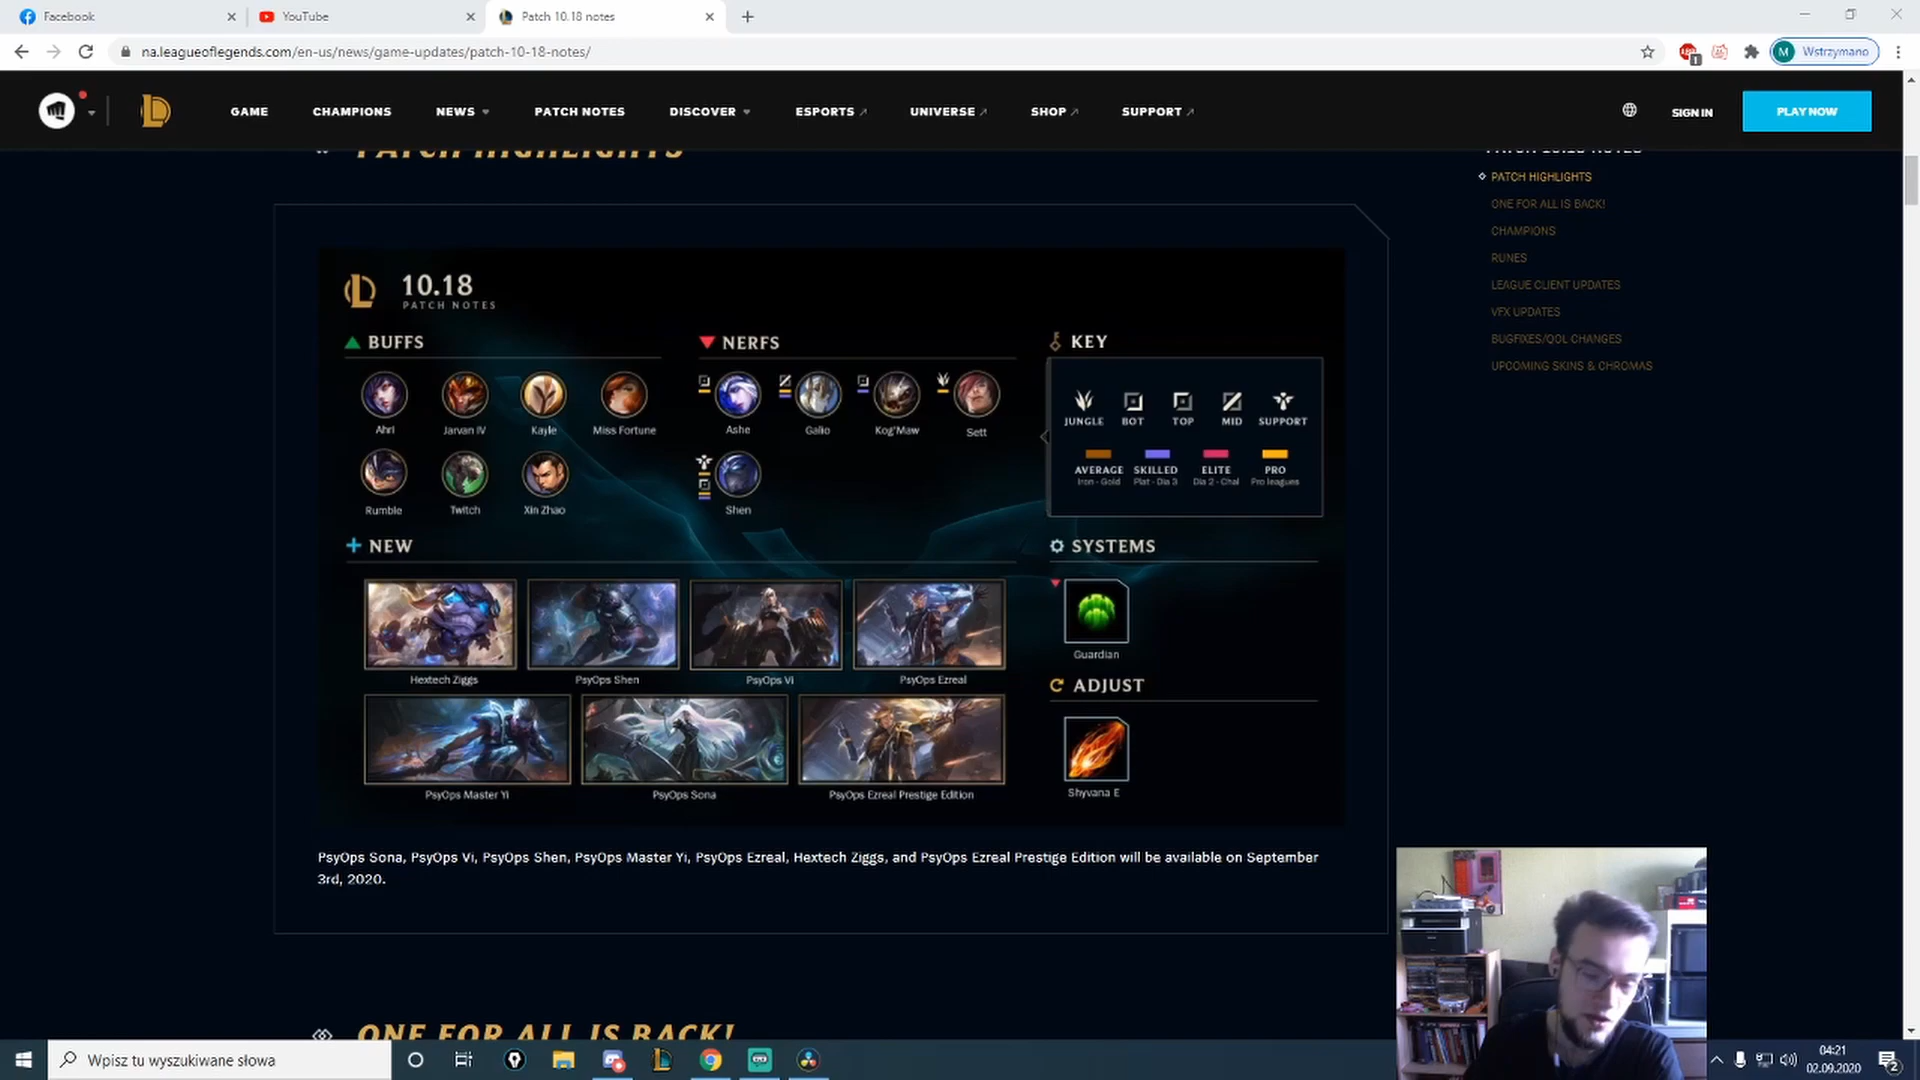 Facebook
YouTube
Patch 10.18 notes
na.leagueoflegends.com/en-us/news/game-updates/patch-10-18-notes/
1
M
Wstrzymano
GAME
CHAMPIONS
NEWS
PATCH NOTES
DISCOVER
ESPORTS
UNIVERSE
SHOP
SUPPORT
SIGN IN
PLAY NOW
PATCH HIGHLIGHTS
PATCH 10.18 NOTES
PATCH HIGHLIGHTS
ONE FOR ALL IS BACK!
CHAMPIONS
RUNES
LEAGUE CLIENT UPDATES
VFX UPDATES
BUGFIXES/QOL CHANGES
UPCOMING SKINS & CHROMAS
10.18
PATCH NOTES
BUFFS
Ahri
Jarvan IV
Kayle
Miss Fortune
Rumble
Twitch
Xin Zhao
NERFS
Ashe
Galio
Kog'Maw
Sett
Shen
KEY
JUNGLE
BOT
TOP
MID
SUPPORT
AVERAGE
Iron - Gold
SKILLED
Plat - Dia 3
ELITE
Dia 2 - Chal
PRO
Pro leagues
NEW
Hextech Ziggs
PsyOps Shen
PsyOps Vi
PsyOps Ezreal
PsyOps Master Yi
PsyOps Sona
PsyOps Ezreal Prestige Edition
SYSTEMS
Guardian
ADJUST
Shyvana E
PsyOps Sona, PsyOps Vi, PsyOps Shen, PsyOps Master Yi, PsyOps Ezreal, Hextech Ziggs, and PsyOps Ezreal Prestige Edition will be available on September
3rd, 2020.
ONE FOR ALL IS BACK!
Wpisz tu wyszukiwane słowa
04:21
02.09.2020
2